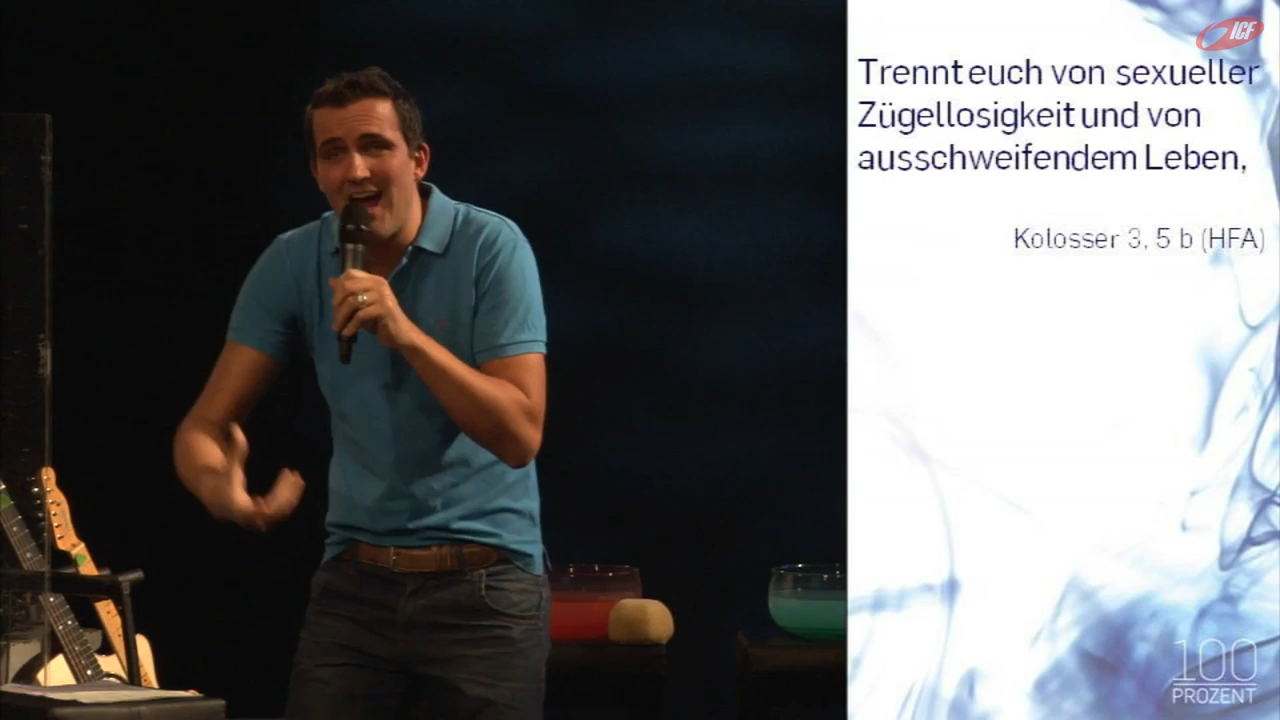 ICF
Trennt euch von sexueller
Zügellosigkeit und von
ausschweifendem Leben,
Kolosser 3, 5 b (HFA)
100
PROZENT